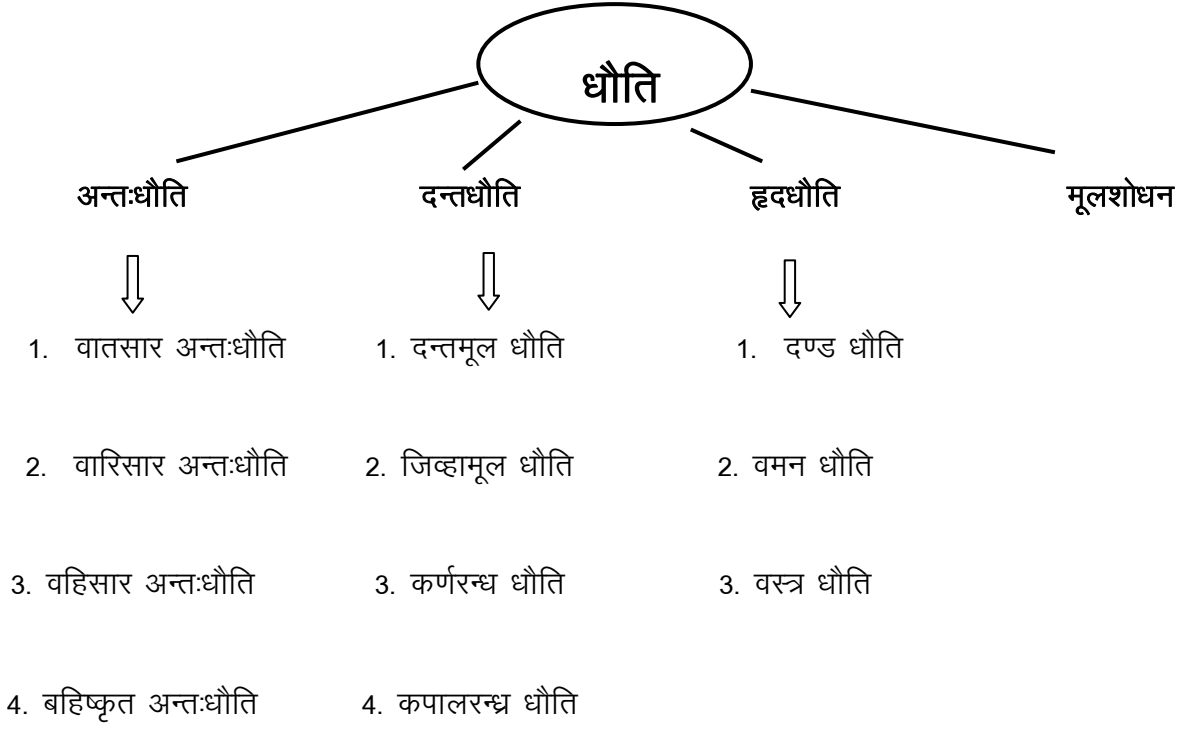 धौति
अन्तःधौति दन्तधौति हृदधौति मूलशोधन
1. वातसार अन्तःधौति 1. दन्तमूल धौति 1. दण्ड धौति
2. वारिसार अन्तःधौति 2. जिव्हामूल धौति 2. वमन धौति
3. वहिसार अन्तःधौति 3. कर्णरन्ध धौति 3. वस्त्र धौति
4. बहिष्कृत अन्तःधौति 4. कपालरन्ध्र धौति